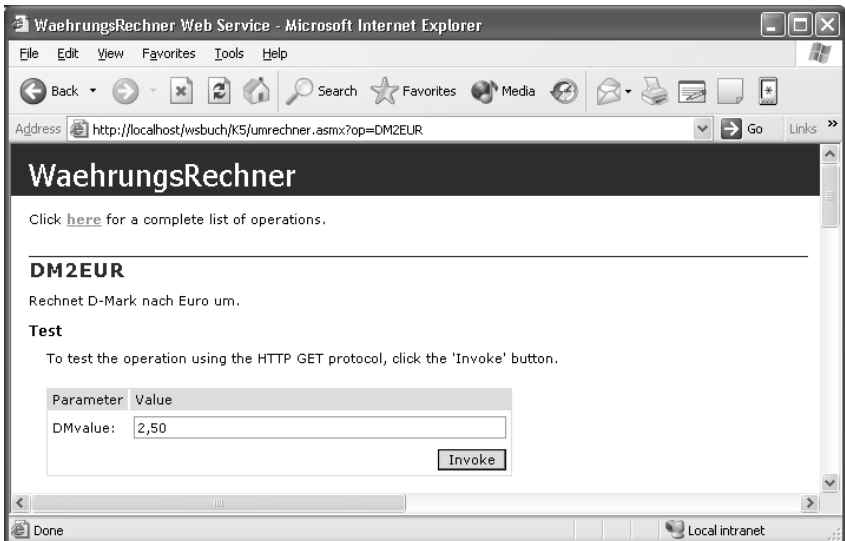 WaehrungsRechner Web Service - Microsoft Internet Explorer
File Edit View Favorites Tools Help
Back Search Favorites Media
Address http://localhost/wsbuch/K5/umrechner.asmx?op=DM2EUR Go Links »
WaehrungsRechner
Click here for a complete list of operations.
DM2EUR
Rechnet D-Mark nach Euro um.
Test
To test the operation using the HTTP GET protocol, click the 'Invoke' button.
Parameter Value
DMvalue: 2,50
Invoke
Done Local intranet